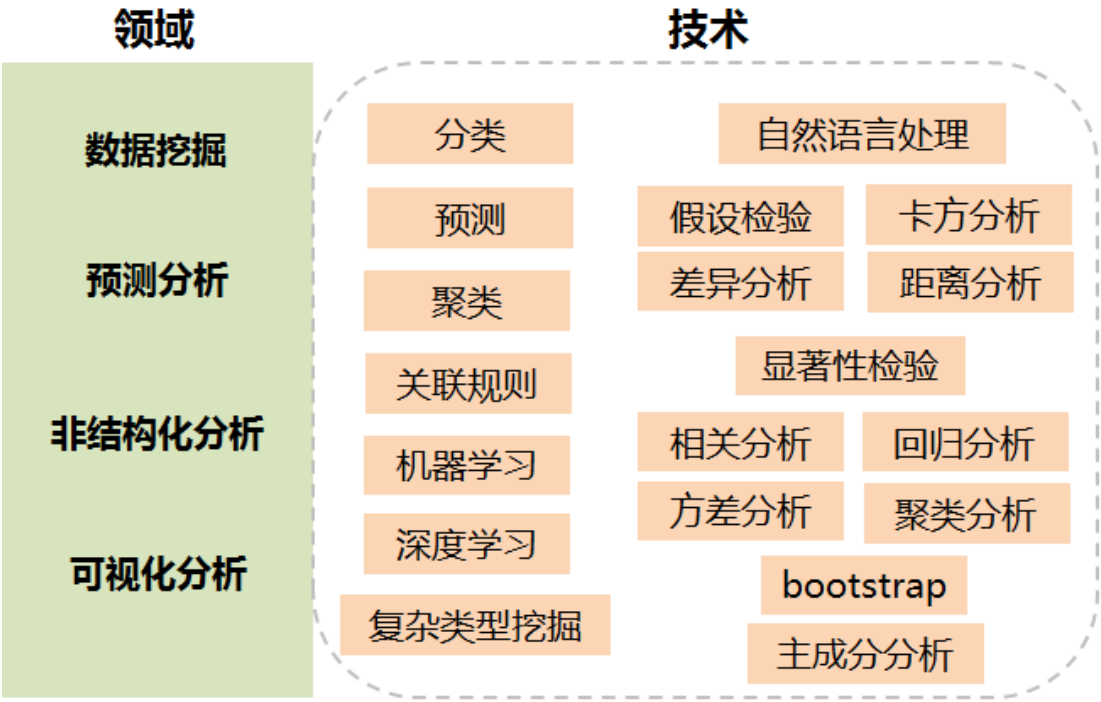 领域
技术
数据挖掘
预测分析
非结构化分析
可视化分析
分类
预测
聚类
关联规则
机器学习
深度学习
复杂类型挖掘
自然语言处理
假设检验
卡方分析
差异分析
距离分析
显著性检验
相关分析
回归分析
方差分析
聚类分析
bootstrap
主成分分析